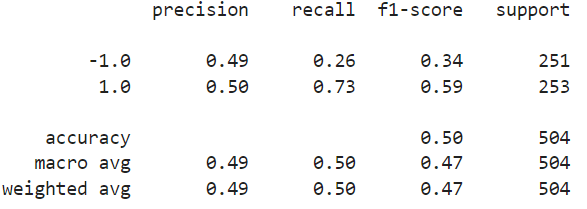 precision recall f1-score support
-1.0 0.49 0.26 0.34 251
1.0 0.50 0.73 0.59 253
accuracy 0.50 504
macro avg 0.49 0.50 0.47 504
weighted avg 0.49 0.50 0.47 504